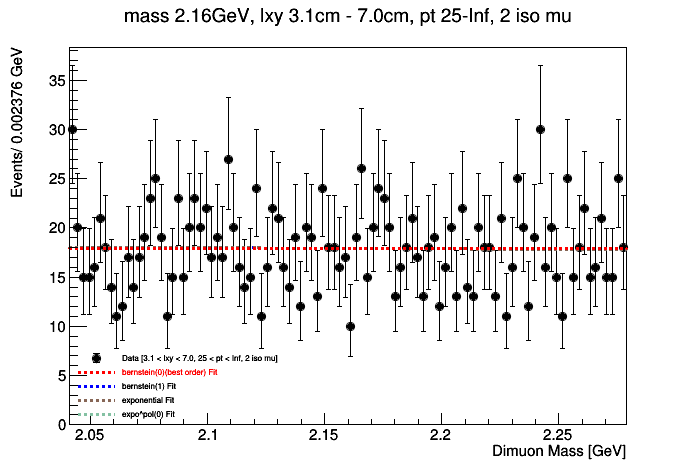 mass 2.16GeV, lxy 3.1cm - 7.0cm, pt 25-Inf, 2 iso mu
Events/ 0.002376 GeV
35
30
25
20
15
10
5
0
Data [3.1 < lxy < 7.0, 25 < pt < Inf, 2 iso mu]
bernstein(0)(best order) Fit
bernstein(1) Fit
exponential Fit
expo*pol(0) Fit
2.05 2.1 2.15 2.2 2.25
Dimuon Mass [GeV]